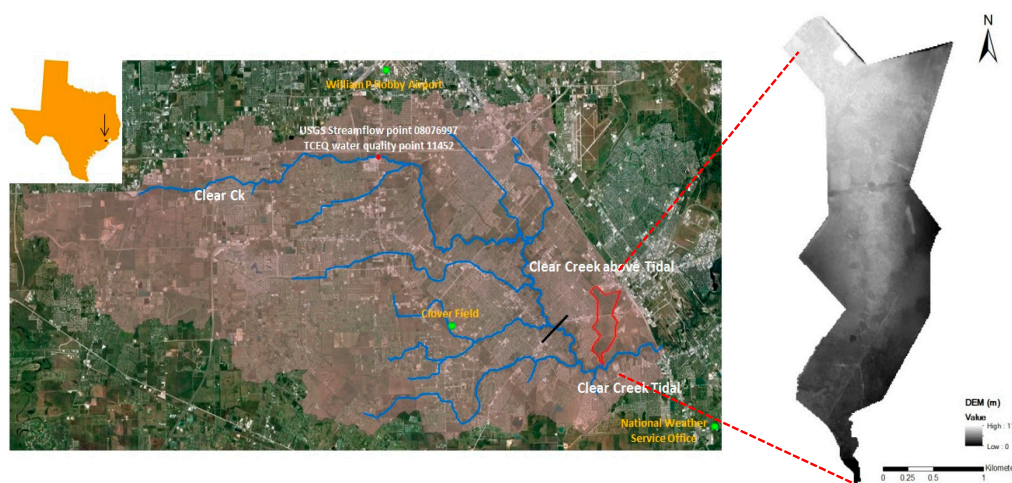 William P Hobby Airport
USGS Streamflow point 08076997
TCEQ water quality point 11452
Clear Ck
Clear Creek above Tidal
Clover Field
Clear Creek Tidal
National Weather
Service Office
N
DEM (m)
Value
High : 1
Low : 0
0 0.25 0.5 1
Kilomete